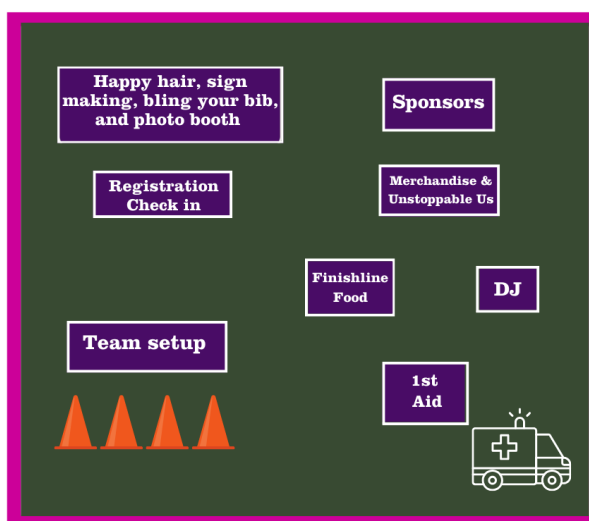 Happy hair, sign
making, bling your bib,
and photo booth
Sponsors
Registration
Check in
Merchandise &
Unstoppable Us
Finishline
Food
DJ
Team setup
1st
Aid